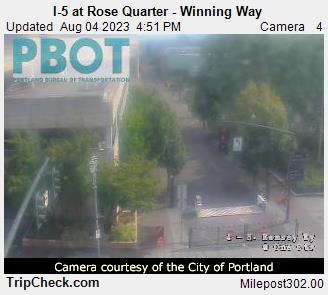 I-5 at Rose Quarter - Winning Way
Updated Aug 04 2023 4:51 PM Camera 4
PBOT
PORTLAND BUREAU OF TRANSPORTATION
Camera courtesy of the City of Portland
TripCheck.com Milepost302.00